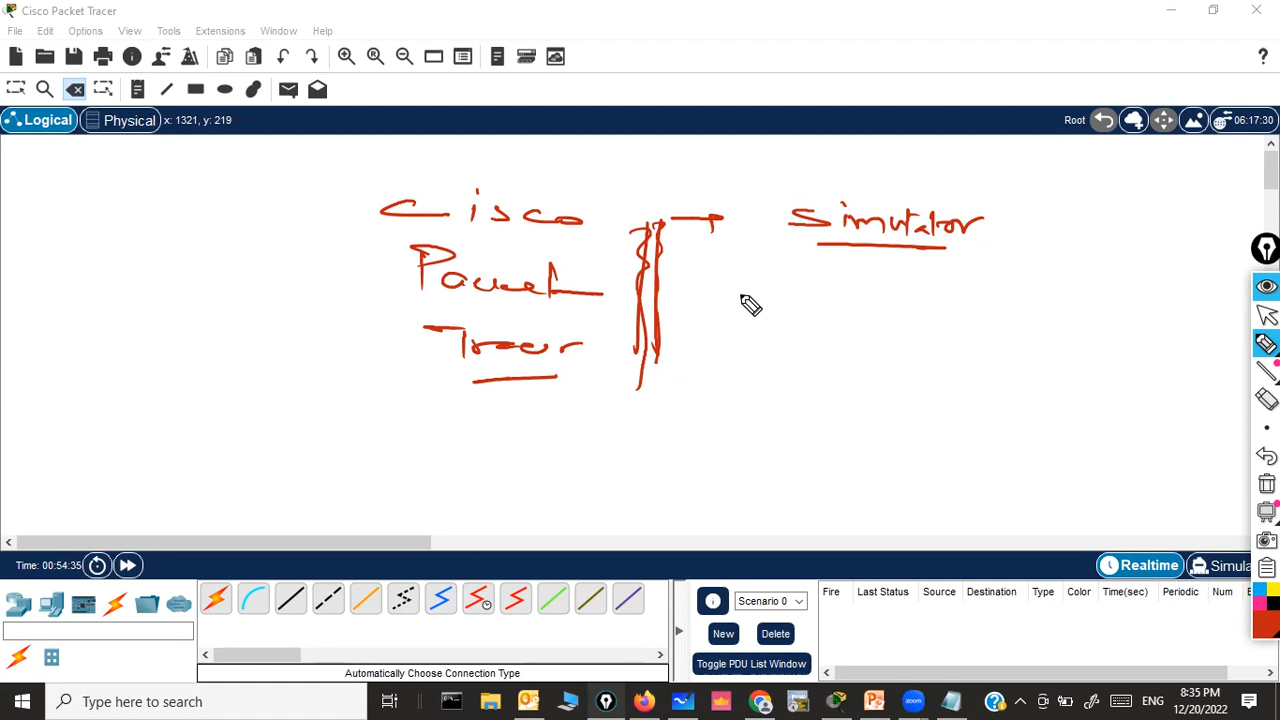 Cisco Packet Tracer
File Edit Options View Tools Extensions Window Help
?
Logical Physical x: 1321, y: 219 Root 06:17:30
Cisco
Packet
Tracer
Simulator
Time: 00:54:35 Realtime Simula
Scenario 0
New Delete
Toggle PDU List Window
Fire Last Status Source Destination Type Color Time(sec) Periodic Num
Automatically Choose Connection Type
Type here to search
zoom
ENG
8:35 PM
12/20/2022